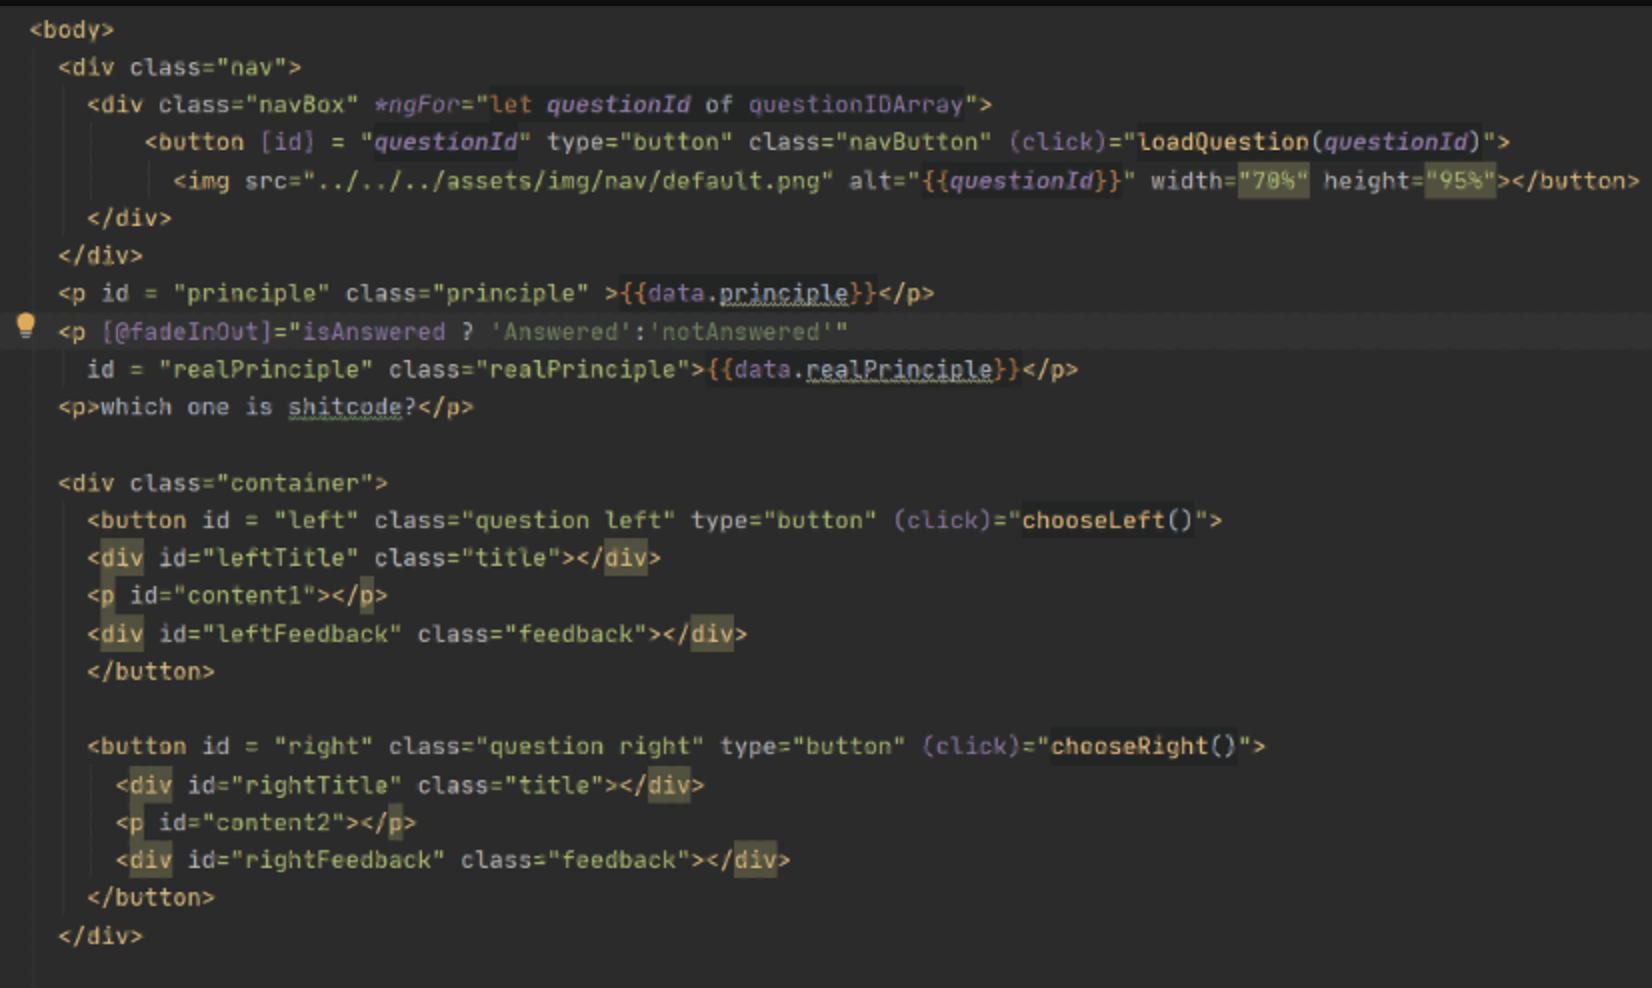 <body>
<div class="nav">
<div class="navBox" *ngFor="let questionId of questionIDArray">
<button [id] = "questionId" type="button" class="navButton" (click)="loadQuestion(questionId)">
<img src="../../../assets/img/nav/default.png" alt="{{questionId}}" width="70%" height="95%"></button>
</div>
</div>
<p id = "principle" class="principle" >{{data.principle}}</p>
<p [@fadeInOut]="isAnswered ? 'Answered':'notAnswered'"
id = "realPrinciple" class="realPrinciple">{{data.realPrinciple}}</p>
<p>which one is shitcode?</p>
<div class="container">
<button id = "left" class="question left" type="button" (click)="chooseLeft()">
<div id="leftTitle" class="title"></div>
<p id="content1"></p>
<div id="leftFeedback" class="feedback"></div>
</button>
<button id = "right" class="question right" type="button" (click)="chooseRight()">
<div id="rightTitle" class="title"></div>
<p id="content2"></p>
<div id="rightFeedback" class="feedback"></div>
</button>
</div>